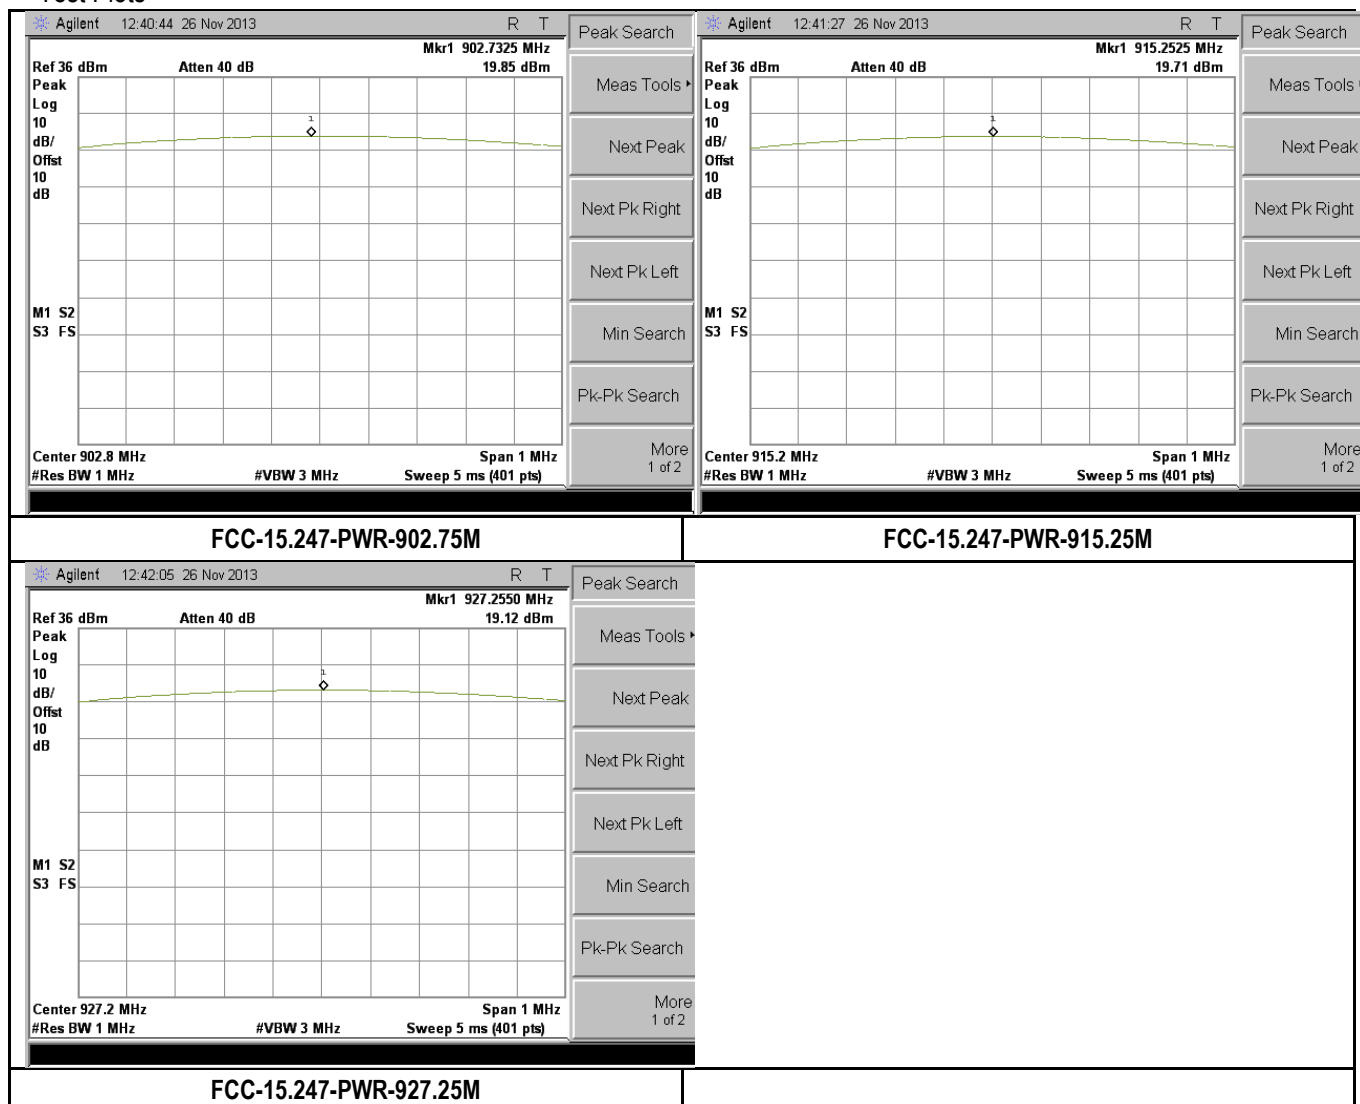 Agilent 12:40:44 26 Nov 2013 R T
Mkr1 902.7325 MHz
Ref 36 dBm Atten 40 dB 19.85 dBm
Peak
Log
10
dB/
Offst
10
dB
1
M1 S2
S3 FS
Center 902.8 MHz Span 1 MHz
#Res BW 1 MHz #VBW 3 MHz Sweep 5 ms (401 pts)
Peak Search
Meas Tools
Next Peak
Next Pk Right
Next Pk Left
Min Search
Pk-Pk Search
More
1 of 2
Agilent 12:41:27 26 Nov 2013 R T
Mkr1 915.2525 MHz
Ref 36 dBm Atten 40 dB 19.71 dBm
Peak
Log
10
dB/
Offst
10
dB
1
M1 S2
S3 FS
Center 915.2 MHz Span 1 MHz
#Res BW 1 MHz #VBW 3 MHz Sweep 5 ms (401 pts)
Peak Search
Meas Tools
Next Peak
Next Pk Right
Next Pk Left
Min Search
Pk-Pk Search
More
1 of 2
FCC-15.247-PWR-902.75M
FCC-15.247-PWR-915.25M
Agilent 12:42:05 26 Nov 2013 R T
Mkr1 927.2550 MHz
Ref 36 dBm Atten 40 dB 19.12 dBm
Peak
Log
10
dB/
Offst
10
dB
1
M1 S2
S3 FS
Center 927.2 MHz Span 1 MHz
#Res BW 1 MHz #VBW 3 MHz Sweep 5 ms (401 pts)
Peak Search
Meas Tools
Next Peak
Next Pk Right
Next Pk Left
Min Search
Pk-Pk Search
More
1 of 2
FCC-15.247-PWR-927.25M